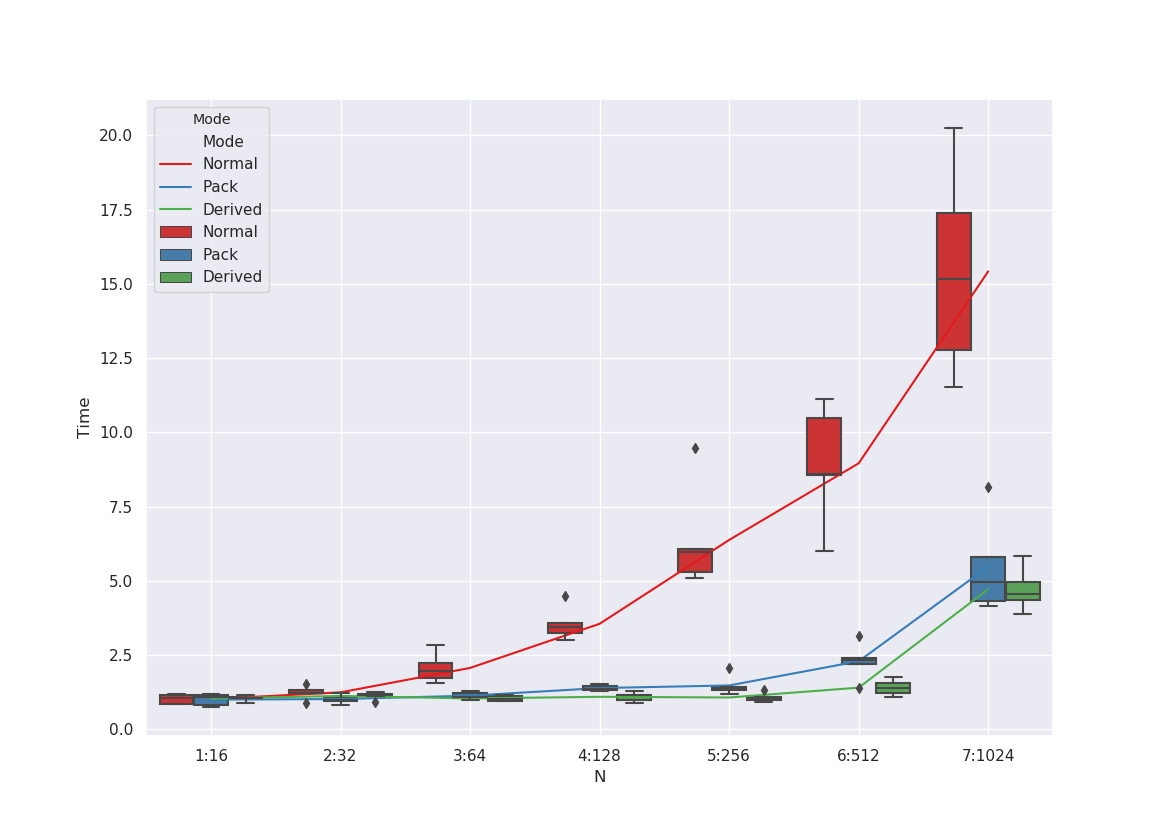 Mode
Mode
Normal
Pack
Derived
Normal
Pack
Derived
20.0
17.5
15.0
12.5
10.0
7.5
5.0
2.5
0.0
Time
1:16 2:32 3:64 4:128 5:256 6:512 7:1024
N